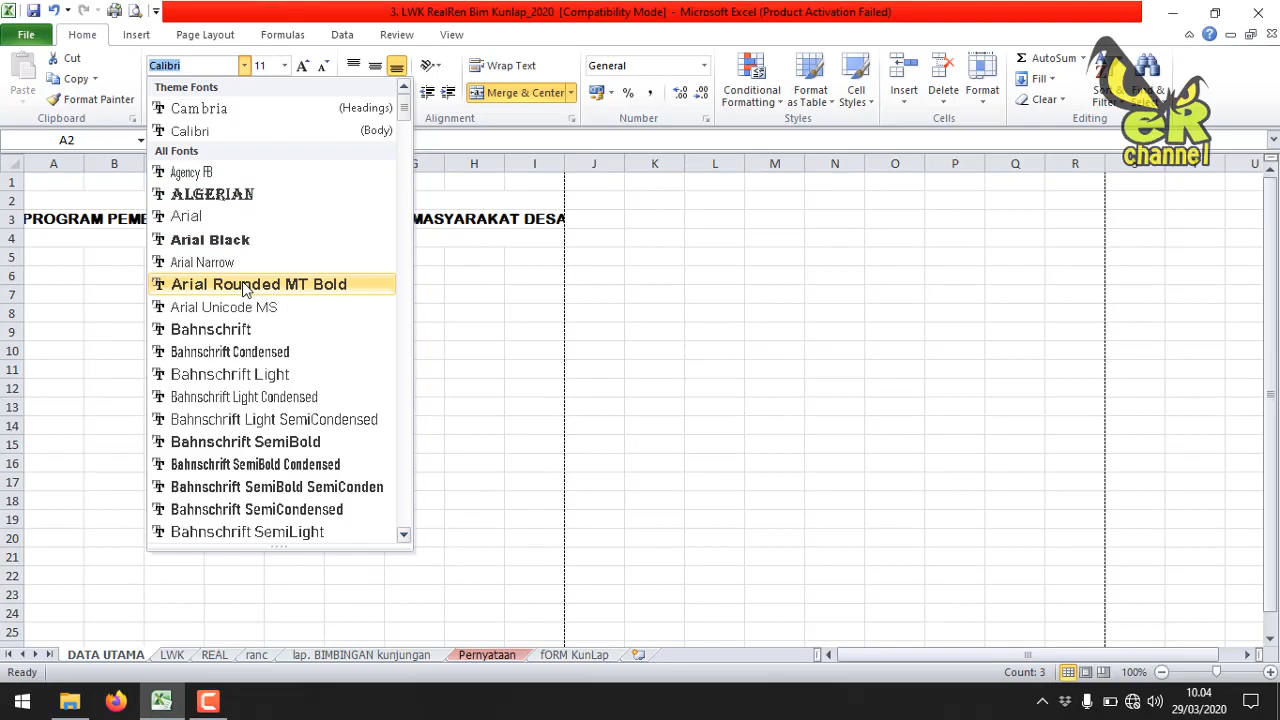 3. LWK RealRen Bim Kunlap_2020 [Compatibility Mode] - Microsoft Excel (Product Activation Failed)
File Home Insert Page Layout Formulas Data Review View
Cut
Copy
Format Painter
Paste
Clipboard
Calibri 11
Wrap Text
Merge & Center
Alignment
General
%
Number
Conditional Formatting
Format as Table
Cell Styles
Styles
Insert Delete Format
Cells
AutoSum
Fill
Clear
Sort & Filter
Find & Select
eR
channel
A2
Theme Fonts
Cambria (Headings)
Calibri (Body)
All Fonts
Agency FB
ALGERIAN
Arial
Arial Black
Arial Narrow
Arial Rounded MT Bold
Arial Unicode MS
Bahnschrift
Bahnschrift Condensed
Bahnschrift Light
Bahnschrift Light Condensed
Bahnschrift Light SemiCondensed
Bahnschrift SemiBold
Bahnschrift SemiBold Condensed
Bahnschrift SemiBold SemiConden
Bahnschrift SemiCondensed
Bahnschrift SemiLight
A B G H I J K L M N O P Q R U
1
2
3 PROGRAM PEMB MASYARAKAT DESA
4
5
6
7
8
9
10
11
12
13
14
15
16
17
18
19
20
21
22
23
24
25
DATA UTAMA LWK REAL ranc lap. BIMBINGAN kunjungan Pernyataan fORM KunLap
Ready Count: 3 100%
10.04
29/03/2020